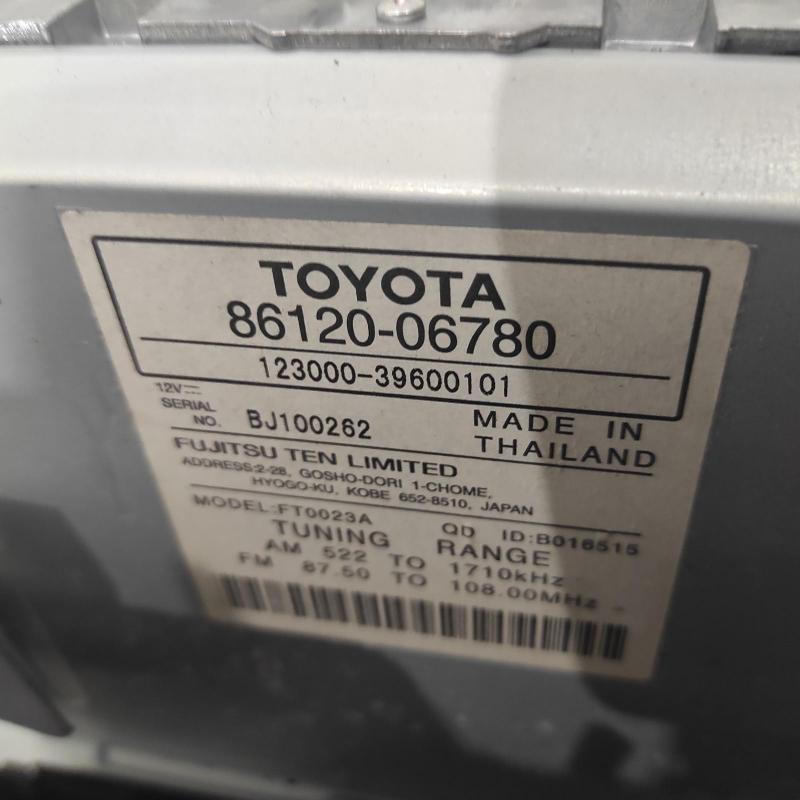 TOYOTA
86120-06780
123000-39600101
12V⎓
SERIAL NO. BJ100262
MADE IN THAILAND
FUJITSU TEN LIMITED
ADDRESS:2-28, GOSHO-DORI 1-CHOME,
HYOGO-KU, KOBE 652-8510, JAPAN
MODEL:FT0023A QD ID:B016515
TUNING RANGE
AM 522 TO 1710kHz
FM 87.50 TO 108.00MHz